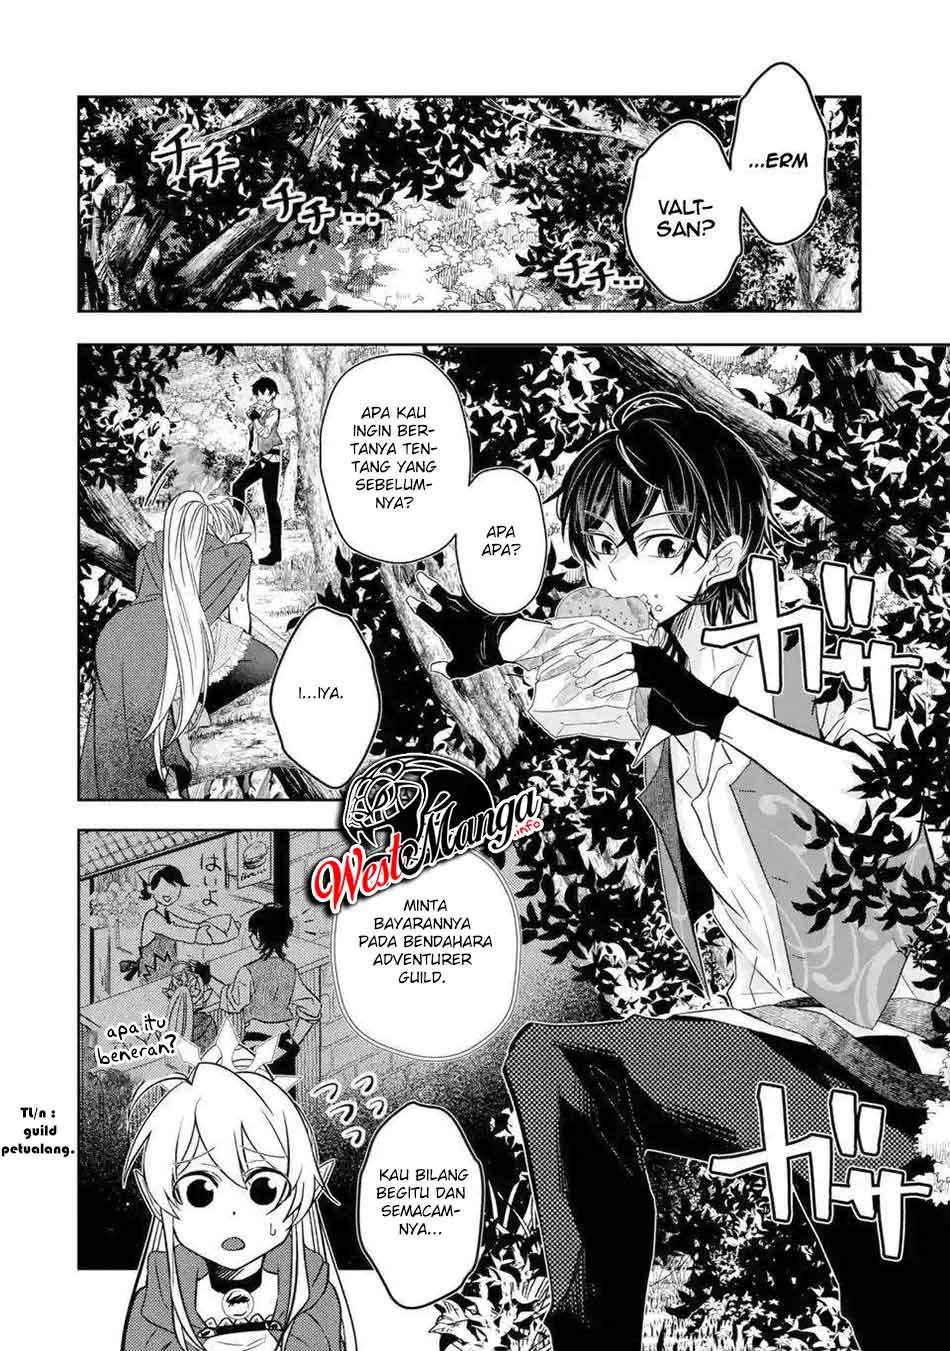 ...ERM
VALT-
SAN?
チチ
チチ...
チチ...
APA KAU
INGIN BER-
TANYA TEN-
TANG YANG
SEBELUM-
NYA?
APA
APA?
ガサ
I...IYA.
WestManga
.info
はいよ
MINTA
BAYARANNYA
PADA BENDAHARA
ADVENTURER
GUILD.
apa itu
beneran?
TL/n :
guild
petualang.
KAU BILANG
BEGITU DAN
SEMACAM-
NYA...
ガサ